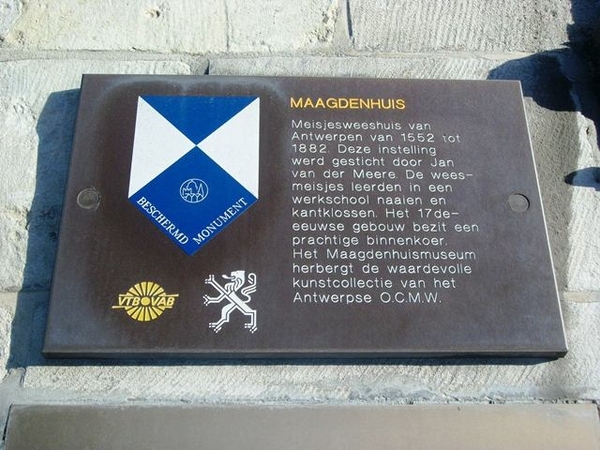 MAAGDENHUIS
Meisjesweeshuis van
Antwerpen van 1552 tot
1882. Deze instelling
werd gesticht door Jan
van der Meere. De wees-
meisjes leerden in een
werkschool naaien en
kantklossen. Het 17de-
eeuwse gebouw bezit een
prachtige binnenkoer.
Het Maagdenhuismuseum
herbergt de waardevolle
kunstcollectie van het
Antwerpse O.C.M.W.
BESCHERMD
MONUMENT
VTB VAB